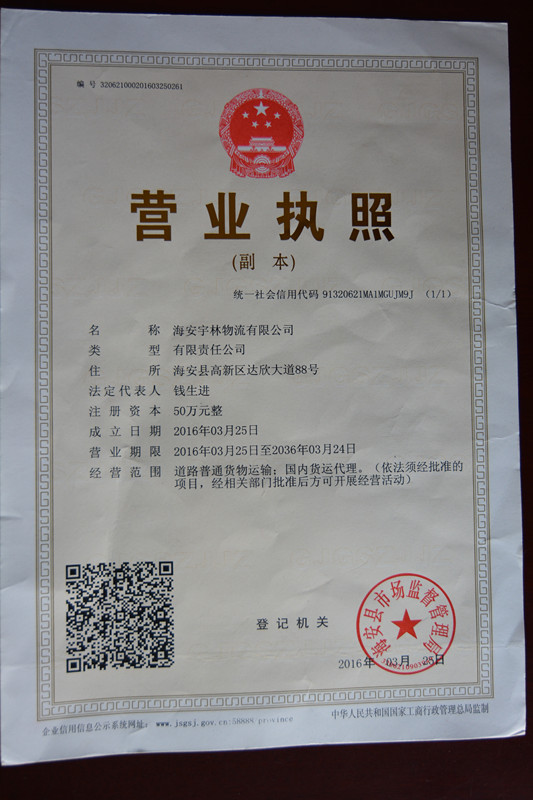 编 号 320621000201603250261
营业执照
(副 本)
统一社会信用代码 91320621MA1MGUJM9J (1/1)
名 称 海安宇林物流有限公司
类 型 有限责任公司
住 所 海安县高新区达欣大道88号
法定代表人 钱生进
注册资本 50万元整
成立日期 2016年03月25日
营业期限 2016年03月25日至2036年03月24日
经营范围 道路普通货物运输；国内货运代理。（依法须经批准的
项目，经相关部门批准后方可开展经营活动）
海安县市场监督管理局
登记机关
2016年 03月 25日
企业信用信息公示系统网址： www.jsgsj.gov.cn:58888/province
中华人民共和国国家工商行政管理总局监制